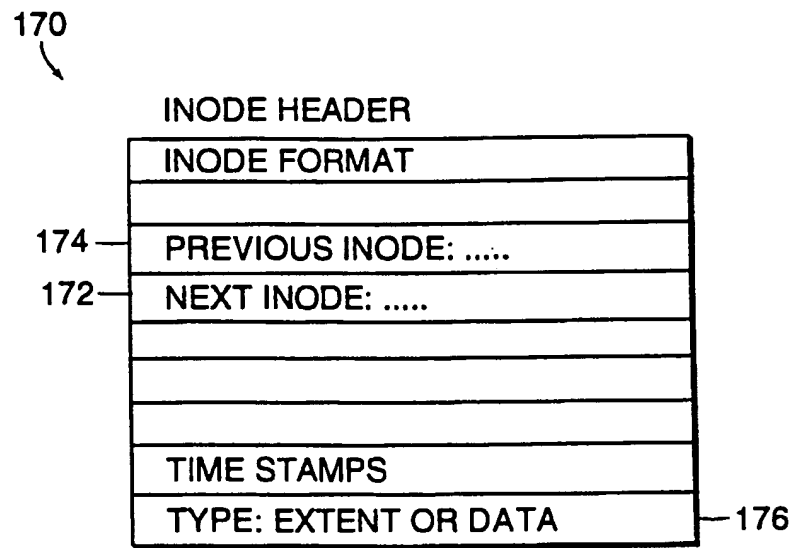 170
INODE HEADER
INODE FORMAT
174 PREVIOUS INODE: .....
172 NEXT INODE: .....
TIME STAMPS
TYPE: EXTENT OR DATA 176